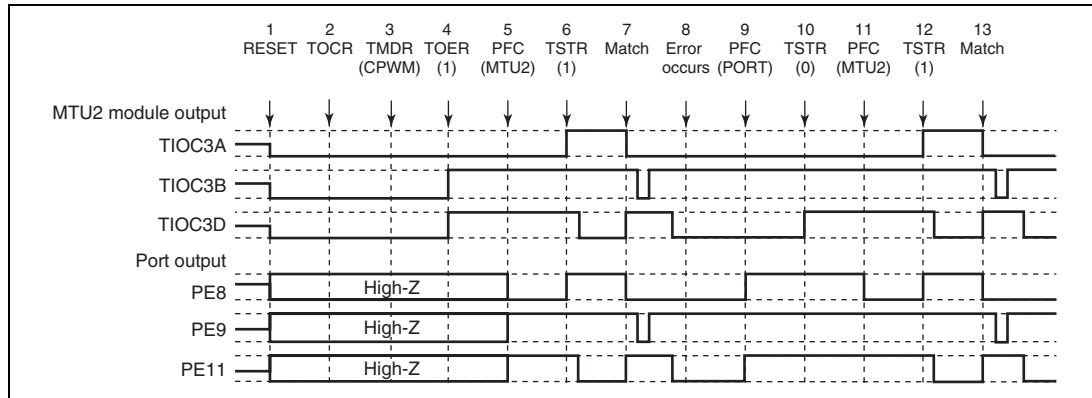 1 2 3 4 5 6 7 8 9 10 11 12 13
RESET TOCR TMDR TOER PFC TSTR Match Error PFC TSTR PFC TSTR Match
(CPWM) (1) (MTU2) (1) occurs (PORT) (0) (MTU2) (1)
MTU2 module output
TIOC3A
TIOC3B
TIOC3D
Port output
PE8 High-Z
PE9 High-Z
PE11 High-Z